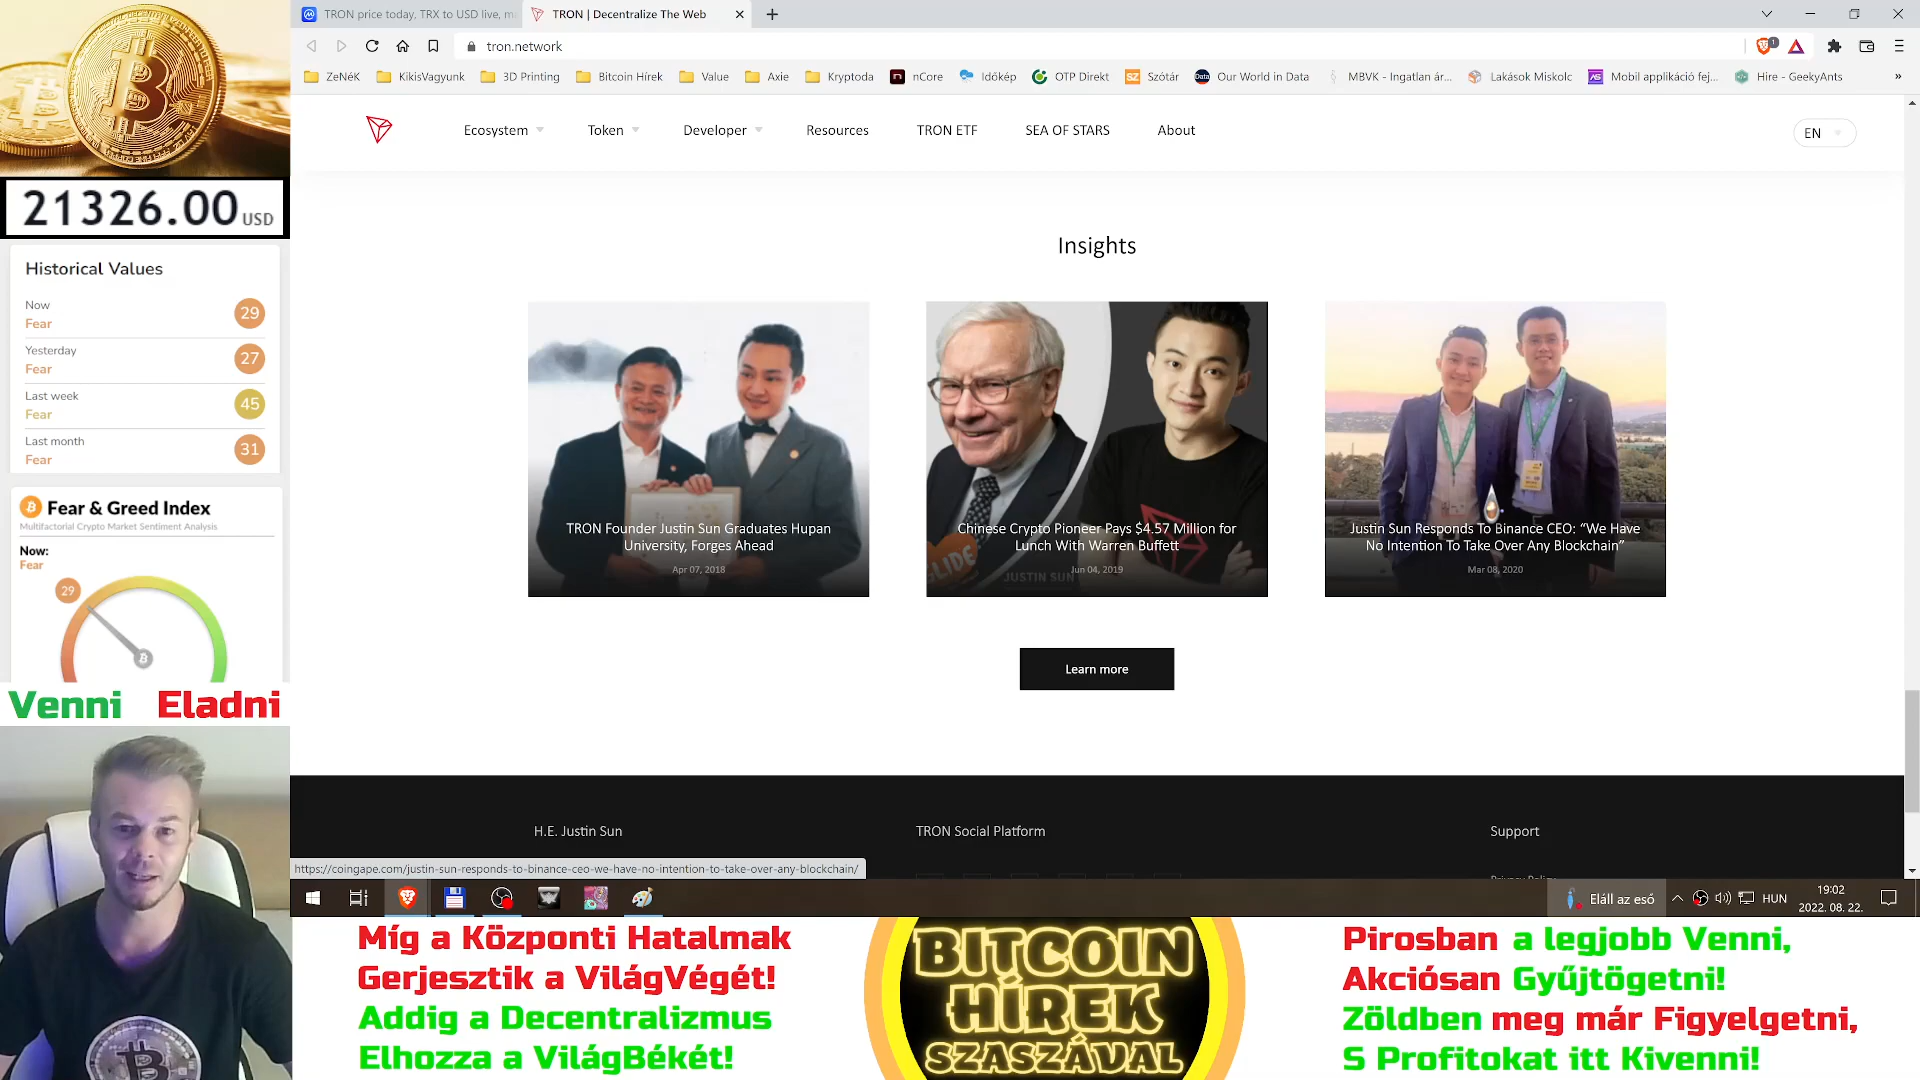 TRON price today, TRX to USD live, m
TRON | Decentralize The Web
tron.network
1
ZeNéK
KikisVagyunk
3D Printing
Bitcoin Hírek
Value
Axie
Kryptoda
nCore
Időkép
OTP Direkt
SZ Szótár
Data Our World in Data
MBVK - Ingatlan ár...
Lakások Miskolc
Mobil applikáció fej...
Hire - GeekyAnts
»
Ecosystem
Token
Developer
Resources
TRON ETF
SEA OF STARS
About
EN
21326.00 USD
Historical Values
Now
Fear
29
Yesterday
Fear
27
Last week
Fear
45
Last month
Fear
31
Fear & Greed Index
Multifactorial Crypto Market Sentiment Analysis
Now:
Fear
29
Venni Eladni
Insights
TRON Founder Justin Sun Graduates Hupan
University, Forges Ahead
Apr 07, 2018
Chinese Crypto Pioneer Pays $4.57 Million for
Lunch With Warren Buffett
Jun 04, 2019
GLIDE
JUSTIN SUN
Justin Sun Responds To Binance CEO: “We Have
No Intention To Take Over Any Blockchain”
Mar 08, 2020
Learn more
H.E. Justin Sun
TRON Social Platform
Support
Privacy Policy
https://coingape.com/justin-sun-responds-to-binance-ceo-we-have-no-intention-to-take-over-any-blockchain/
Eláll az eső
HUN
19:02
2022. 08. 22.
Míg a Központi Hatalmak
Gerjesztik a VilágVégét!
Addig a Decentralizmus
Elhozza a VilágBékét!
BITCOIN
HÍREK
SZASZÁVAL
Pirosban a legjobb Venni,
Akciósan Gyűjtögetni!
Zöldben meg már Figyelgetni,
S Profitokat itt Kivenni!